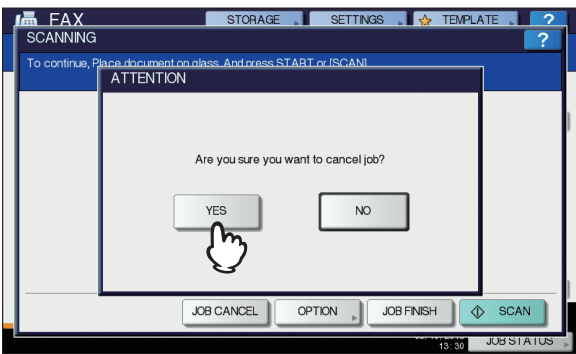 FAX
STORAGE
SETTINGS
TEMPLATE
?
SCANNING
?
To continue, Place document on glass. And press START or [SCAN]
ATTENTION
Are you sure you want to cancel job?
YES
NO
JOB CANCEL
OPTION
JOB FINISH
SCAN
13: 30
JOB STATUS